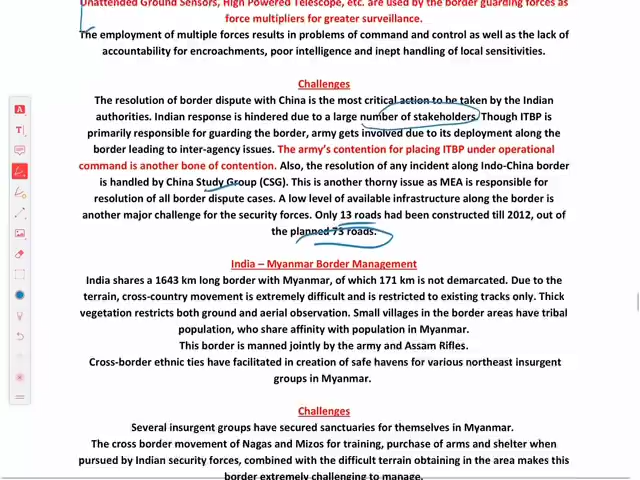 Unattended Ground Sensors, High Powered Telescope, etc. are used by the border guarding forces as
force multipliers for greater surveillance.
The employment of multiple forces results in problems of command and control as well as the lack of
accountability for encroachments, poor intelligence and inept handling of local sensitivities.
Challenges
The resolution of border dispute with China is the most critical action to be taken by the Indian
authorities. Indian response is hindered due to a large number of stakeholders. Though ITBP is
primarily responsible for guarding the border, army gets involved due to its deployment along the
border leading to inter-agency issues. The army's contention for placing ITBP under operational
command is another bone of contention. Also, the resolution of any incident along Indo-China border
is handled by China Study Group (CSG). This is another thorny issue as MEA is responsible for
resolution of all border dispute cases. A low level of available infrastructure along the border is
another major challenge for the security forces. Only 13 roads had been constructed till 2012, out of
the planned 73 roads.
India – Myanmar Border Management
India shares a 1643 km long border with Myanmar, of which 171 km is not demarcated. Due to the
terrain, cross-country movement is extremely difficult and is restricted to existing tracks only. Thick
vegetation restricts both ground and aerial observation. Small villages in the border areas have tribal
population, who share affinity with population in Myanmar.
This border is manned jointly by the army and Assam Rifles.
Cross-border ethnic ties have facilitated in creation of safe havens for various northeast insurgent
groups in Myanmar.
Challenges
Several insurgent groups have secured sanctuaries for themselves in Myanmar.
The cross border movement of Nagas and Mizos for training, purchase of arms and shelter when
pursued by Indian security forces, combined with the difficult terrain obtaining in the area makes this
border extremely challenging to manage.